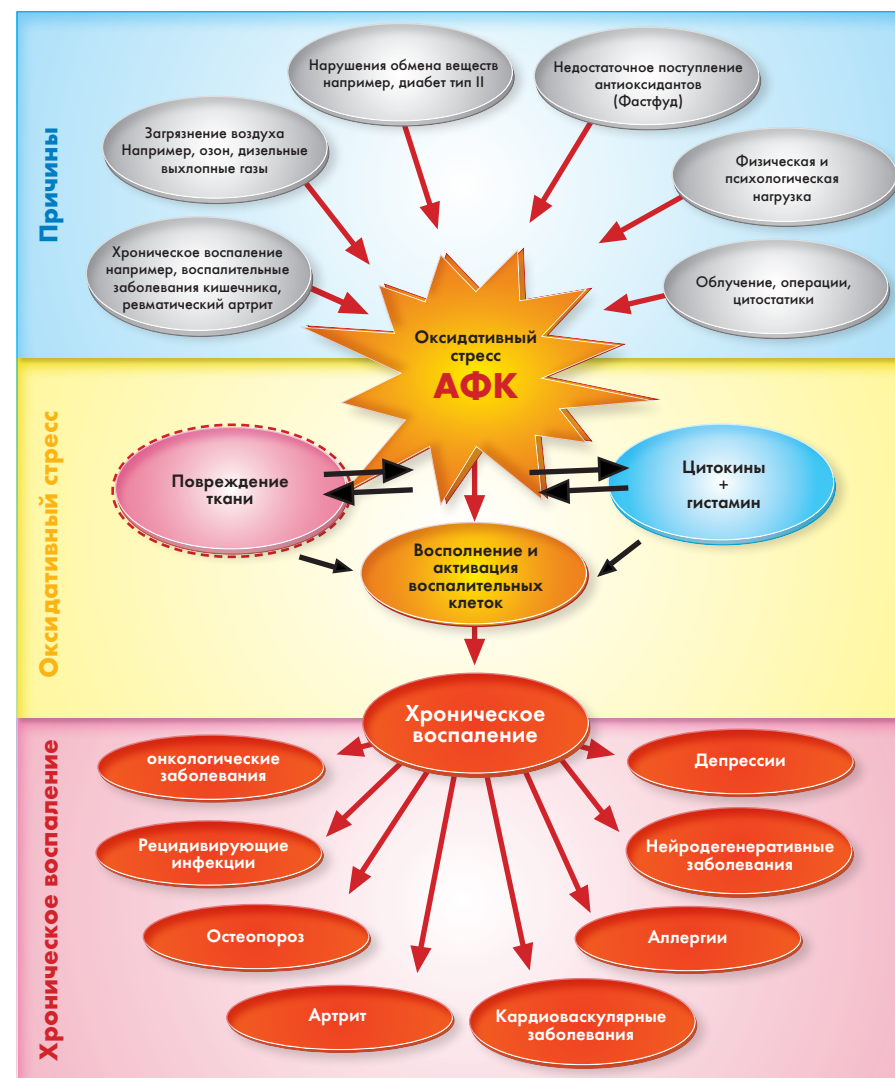 Причины
Нарушения обмена веществ
например, диабет тип II
Недостаточное поступление
антиоксидантов
(Фастфуд)
Загрязнение воздуха
Например, озон, дизельные
выхлопные газы
Физическая и
психологическая
нагрузка
Хроническое воспаление
например, воспалительные
заболевания кишечника,
ревматический артрит
Облучение, операции,
цитостатики
Оксидативный
стресс
АФК
Оксидативный стресс
Повреждение
ткани
Цитокины
+
гистамин
Восполнение и
активация
воспалительных
клеток
Хроническое воспаление
Хроническое
воспаление
онкологические
заболевания
Депрессии
Рецидивирующие
инфекции
Нейродегенеративные
заболевания
Остеопороз
Аллергии
Артрит
Кардиоваскулярные
заболевания